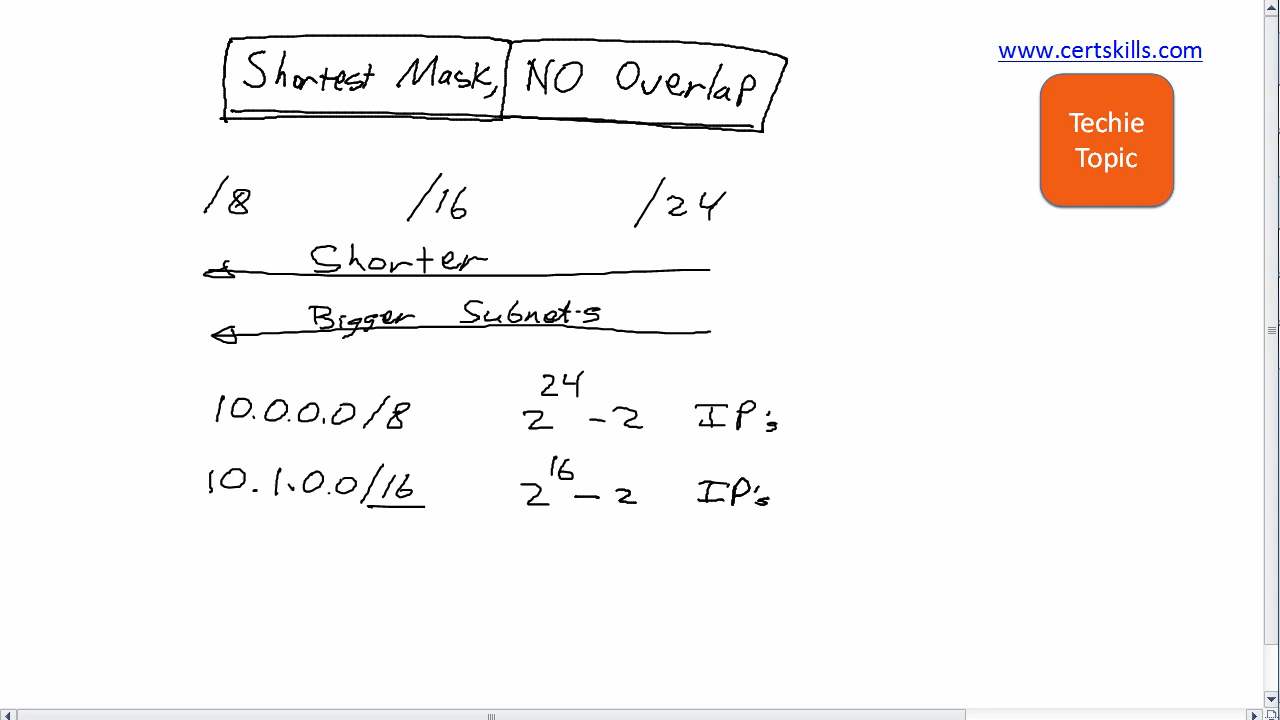 www.certskills.com
Techie
Topic
Shortest Mask, NO Overlap
/8 /16 /24
Shorter
Bigger Subnets
10.0.0.0/8 2^24 - 2 IP's
10.1.0.0/16 2^16 - 2 IP's